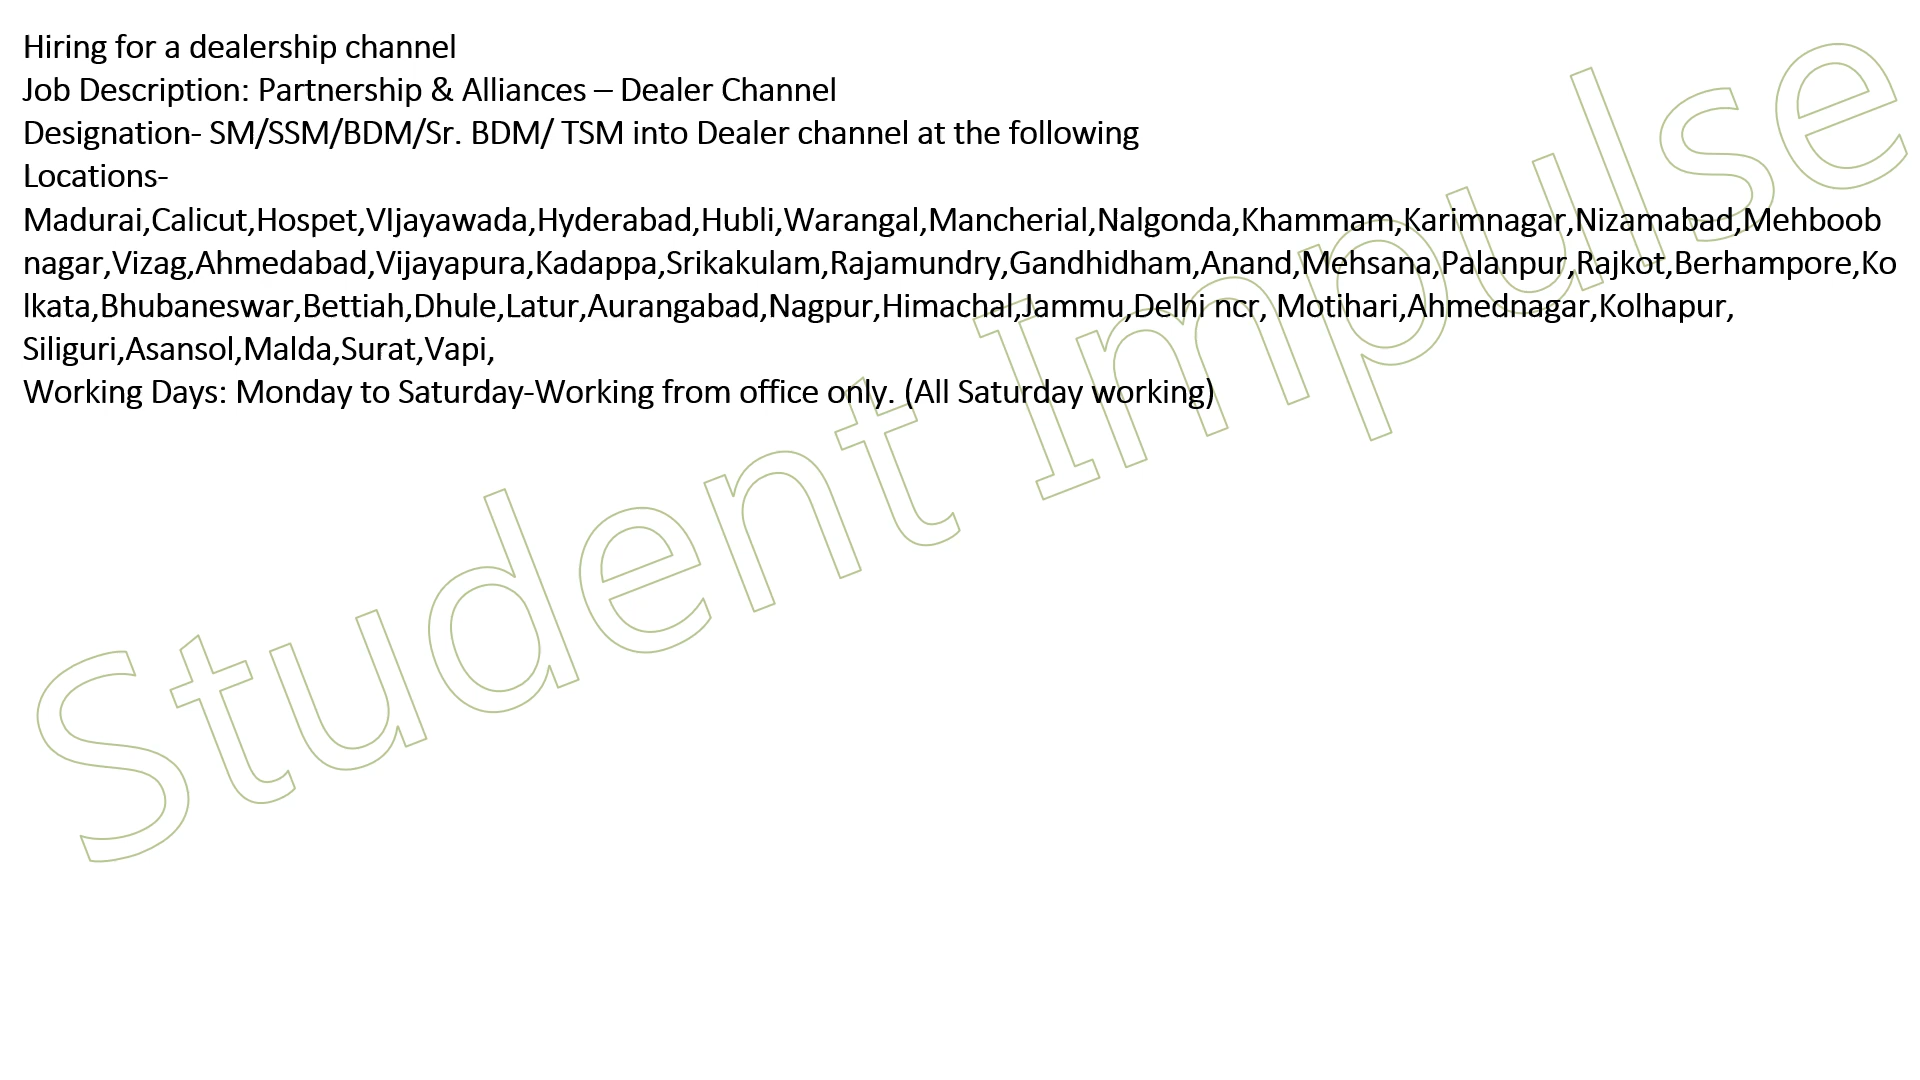 Hiring for a dealership channel
Job Description: Partnership & Alliances – Dealer Channel
Designation- SM/SSM/BDM/Sr. BDM/ TSM into Dealer channel at the following
Locations-
Madurai,Calicut,Hospet,VIjayawada,Hyderabad,Hubli,Warangal,Mancherial,Nalgonda,Khammam,Karimnagar,Nizamabad,Mehboob
nagar,Vizag,Ahmedabad,Vijayapura,Kadappa,Srikakulam,Rajamundry,Gandhidham,Anand,Mehsana,Palanpur,Rajkot,Berhampore,Ko
lkata,Bhubaneswar,Bettiah,Dhule,Latur,Aurangabad,Nagpur,Himachal,Jammu,Delhi ncr, Motihari,Ahmednagar,Kolhapur,
Siliguri,Asansol,Malda,Surat,Vapi,
Working Days: Monday to Saturday-Working from office only. (All Saturday working)
Student Impulse